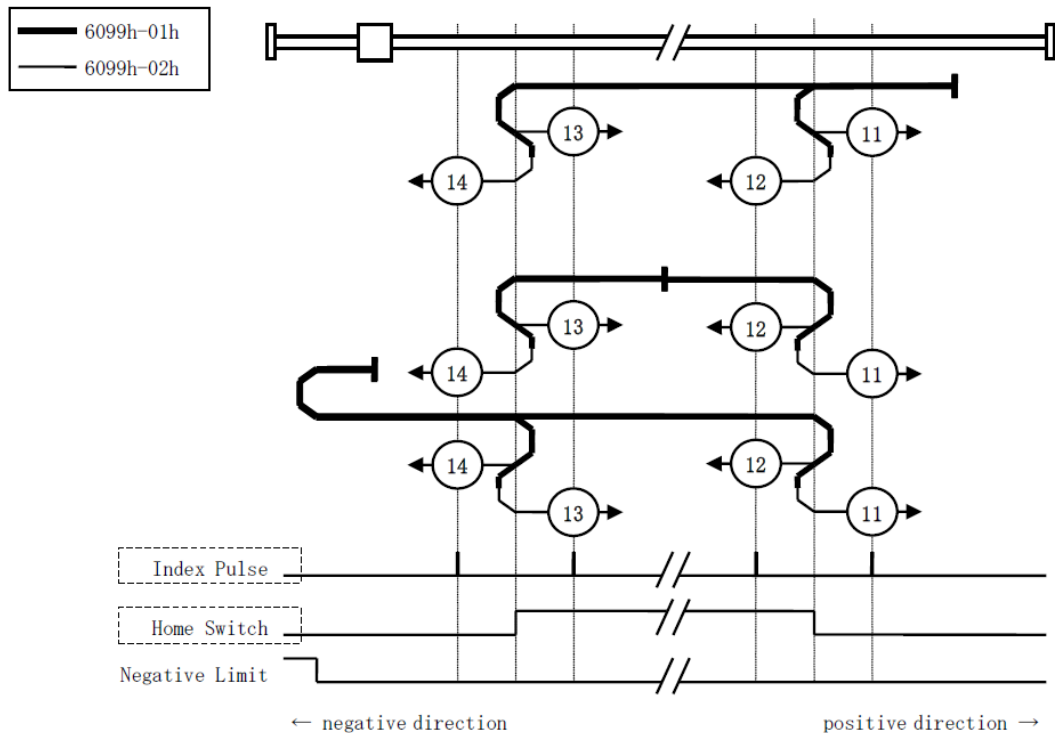 6099h-01h
6099h-02h
13
11
14
12
13
12
14
11
14
12
13
11
Index Pulse
Home Switch
Negative Limit
← negative direction
positive direction →